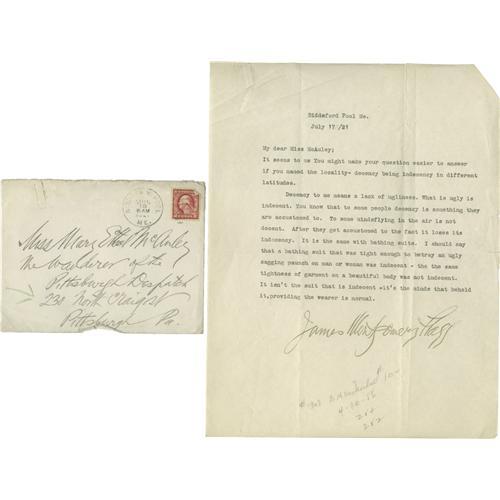 Miss Mary Ethel McAuley
The Wanderer of the
Pittsburgh Dispatch
230 North Craig St
Pittsburgh Pa.
Biddeford Pool Me.
July 17/21
My dear Miss McAuley:
It seems to me You might make your question easier to answer
if you named the locality- decency being indecency in different
latitudes.
Decency to me means a lack of ugliness. What is ugly is
indecent. You know that to some people decency is something they
are accustomed to. To some minds flying in the air is not
decent. After they get accustomed to the fact it loses its
indecency. It is the same with bathing suits. I should say
that a bathing suit that was tight enough to betray an ugly
sagging paunch on man or woman was indecent - the the same
tightness of garment on a beautiful body was not indecent.
It isn't the suit that is indecent -it's the minds that behold
it,providing the wearer is normal.
James Montgomery Flagg